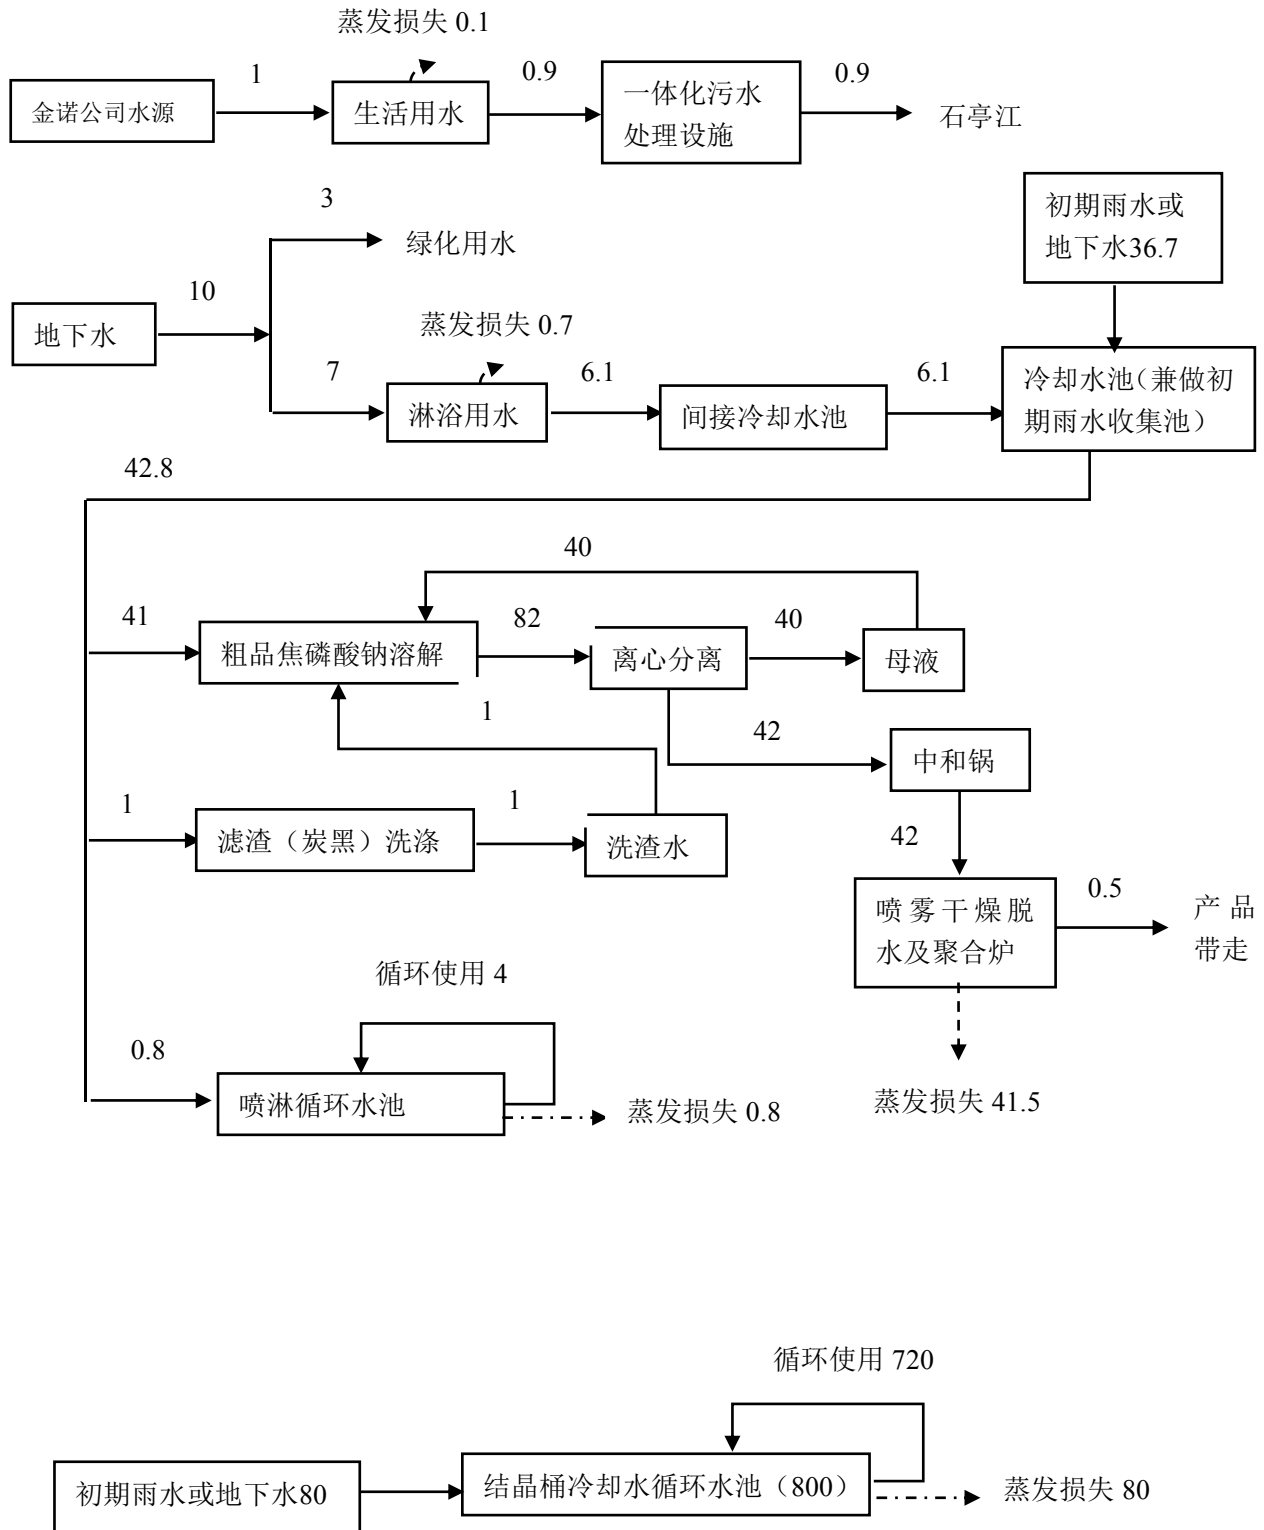 蒸发损失 0.1
1
0.9
0.9
金诺公司水源
生活用水
一体化污水
处理设施
石亭江
3
绿化用水
初期雨水或
地下水36.7
10
地下水
蒸发损失 0.7
7
6.1
6.1
淋浴用水
间接冷却水池
冷却水池（兼做初
期雨水收集池）
42.8
40
41
82
40
粗品焦磷酸钠溶解
离心分离
母液
1
42
中和锅
1
1
滤渣（炭黑）洗涤
洗渣水
42
0.5
喷雾干燥脱
水及聚合炉
产品
带走
循环使用 4
0.8
喷淋循环水池
蒸发损失 0.8
蒸发损失 41.5
循环使用 720
初期雨水或地下水80
结晶桶冷却水循环水池（800）
蒸发损失 80